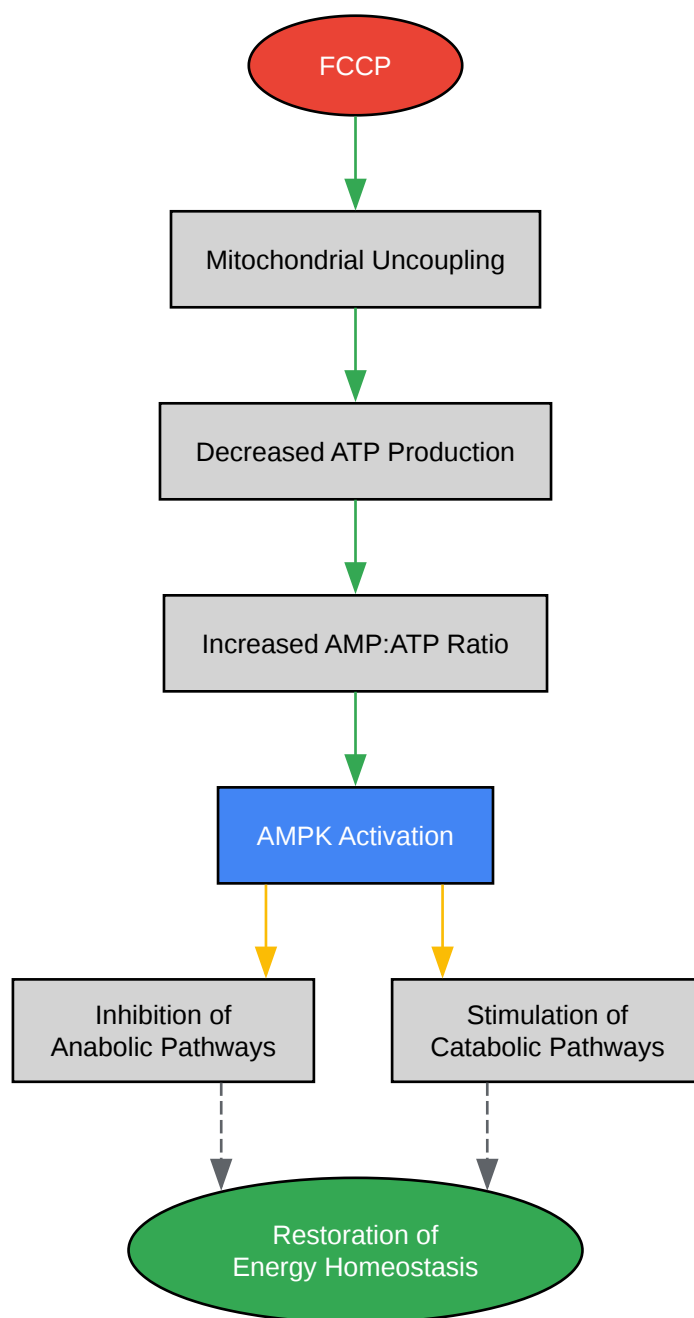 FCCP
Mitochondrial Uncoupling
Decreased ATP Production
Increased AMP:ATP Ratio
AMPK Activation
Inhibition of
Anabolic Pathways
Stimulation of
Catabolic Pathways
Restoration of
Energy Homeostasis